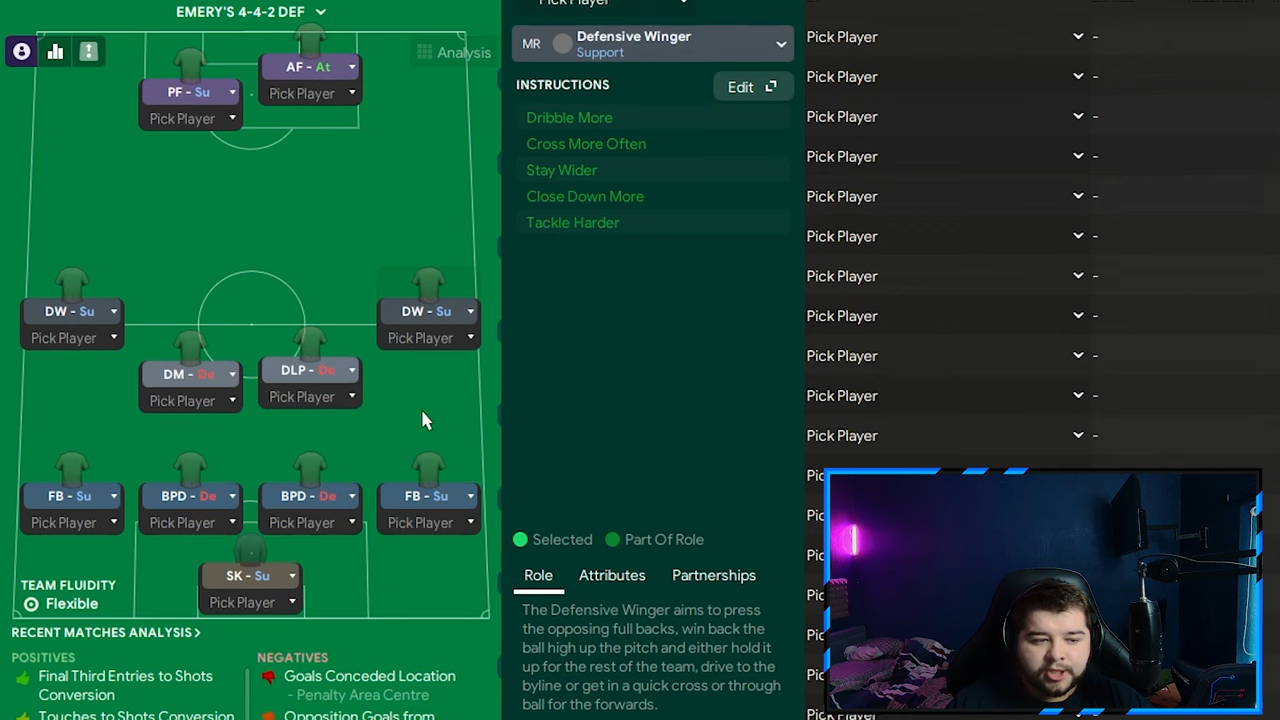 EMERY'S 4-4-2 DEF
Analysis
AF - At
Pick Player
PF - Su
Pick Player
DW - Su
Pick Player
DW - Su
Pick Player
DM - De
Pick Player
DLP - De
Pick Player
FB - Su
Pick Player
BPD - De
Pick Player
BPD - De
Pick Player
FB - Su
Pick Player
SK - Su
Pick Player
TEAM FLUIDITY
Flexible
RECENT MATCHES ANALYSIS >
POSITIVES
Final Third Entries to Shots
Conversion
Touches to Shots Conversion
NEGATIVES
Goals Conceded Location
- Penalty Area Centre
Opposition Goals from
Pick Player
MR Defensive Winger
Support
INSTRUCTIONS
Edit
Dribble More
Cross More Often
Stay Wider
Close Down More
Tackle Harder
Selected Part Of Role
Role Attributes Partnerships
The Defensive Winger aims to press
the opposing full backs, win back the
ball high up the pitch and either hold it
up for the rest of the team, drive to the
byline or get in a quick cross or through
ball for the forwards.
Pick Player -
Pick Player -
Pick Player -
Pick Player -
Pick Player -
Pick Player -
Pick Player -
Pick Player -
Pick Player -
Pick Player -
Pick Player -